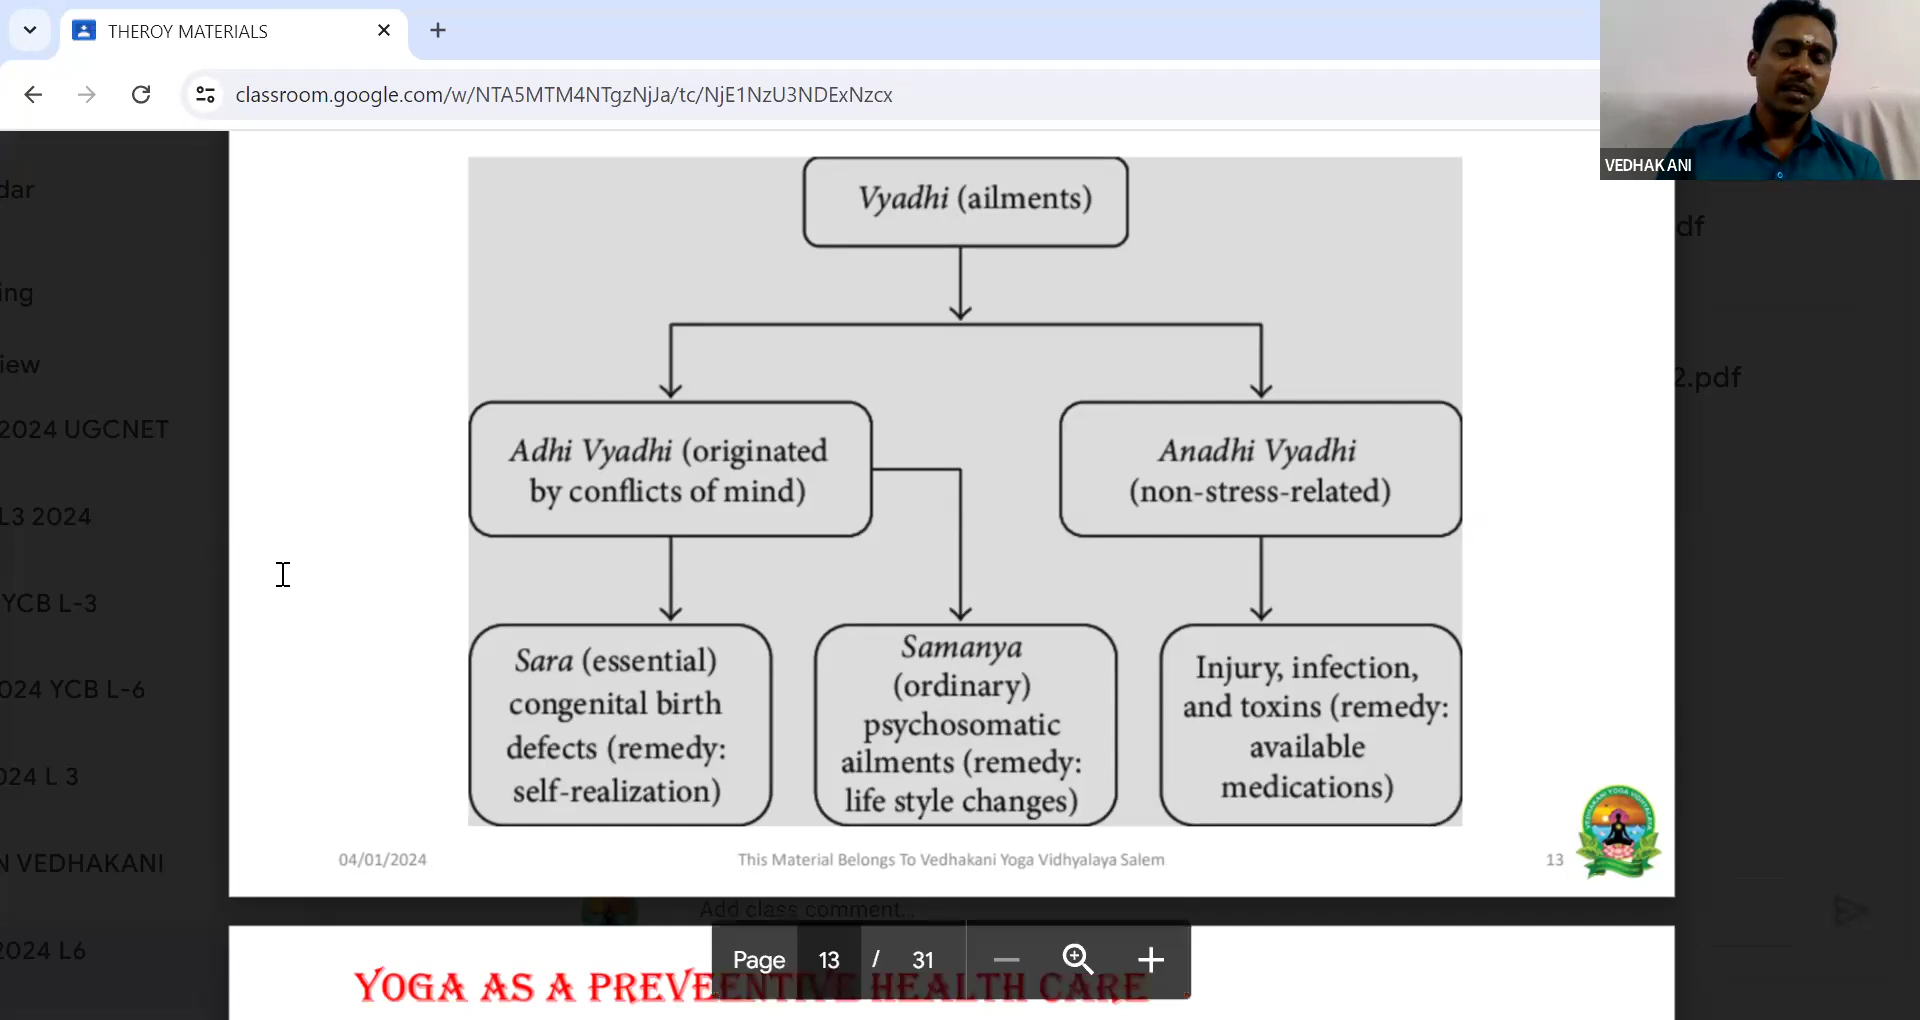 THEROY MATERIALS
classroom.google.com/w/NTA5MTM4NTgzNjJa/tc/NjE1NzU3NDExNzcx
VEDHAKANI
dar
ing
iew
2024 UGCNET
L3 2024
YCB L-3
024 YCB L-6
024 L 3
N VEDHAKANI
2024 L6
df
2.pdf
Vyadhi (ailments)
Adhi Vyadhi (originated
by conflicts of mind)
Anadhi Vyadhi
(non-stress-related)
Sara (essential)
congenital birth
defects (remedy:
self-realization)
Samanya
(ordinary)
psychosomatic
ailments (remedy:
life style changes)
Injury, infection,
and toxins (remedy:
available
medications)
04/01/2024
This Material Belongs To Vedhakani Yoga Vidhyalaya Salem
13
Add class comment...
Page 13 / 31
YOGA AS A PREVEENTIVE HEALTH CARE